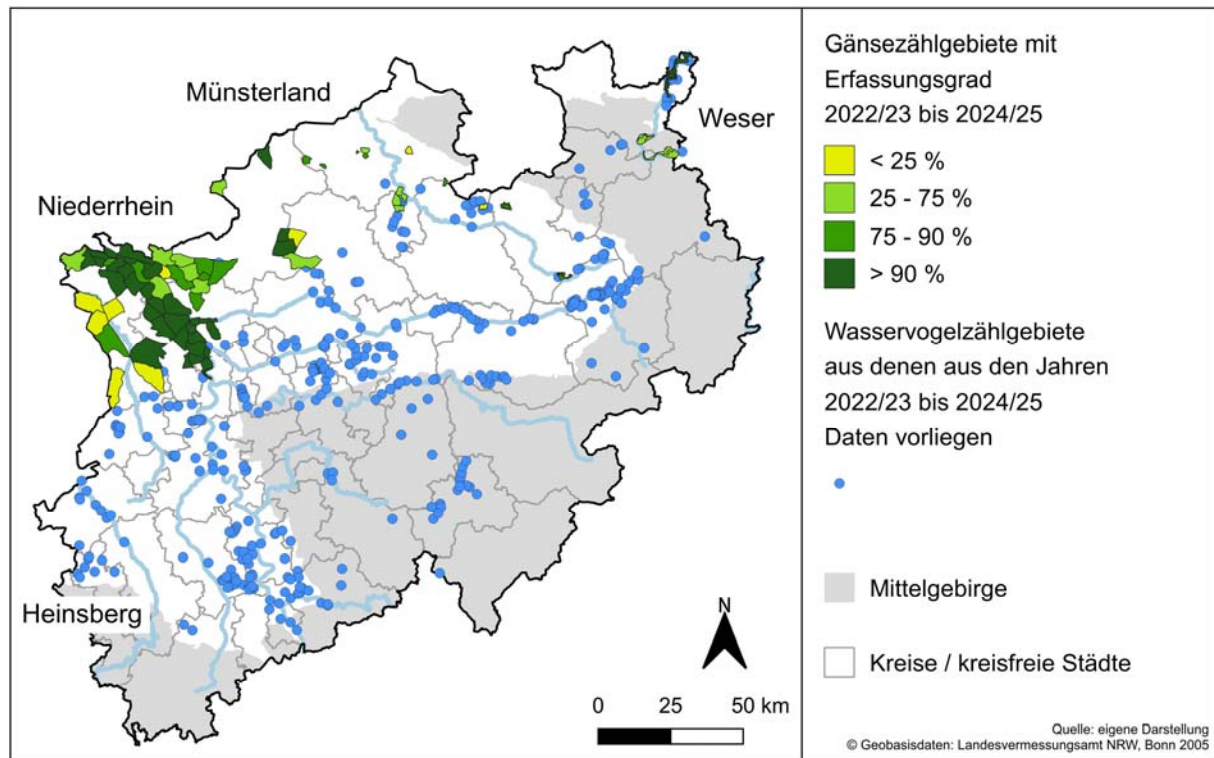 Münsterland
Weser
Niederrhein
Heinsberg
N
0 25 50 km
Gänsezählgebiete mit
Erfassungsgrad
2022/23 bis 2024/25
< 25 %
25 - 75 %
75 - 90 %
> 90 %
Wasservogelzählgebiete
aus denen aus den Jahren
2022/23 bis 2024/25
Daten vorliegen
Mittelgebirge
Kreise / kreisfreie Städte
Quelle: eigene Darstellung
© Geobasisdaten: Landesvermessungsamt NRW, Bonn 2005